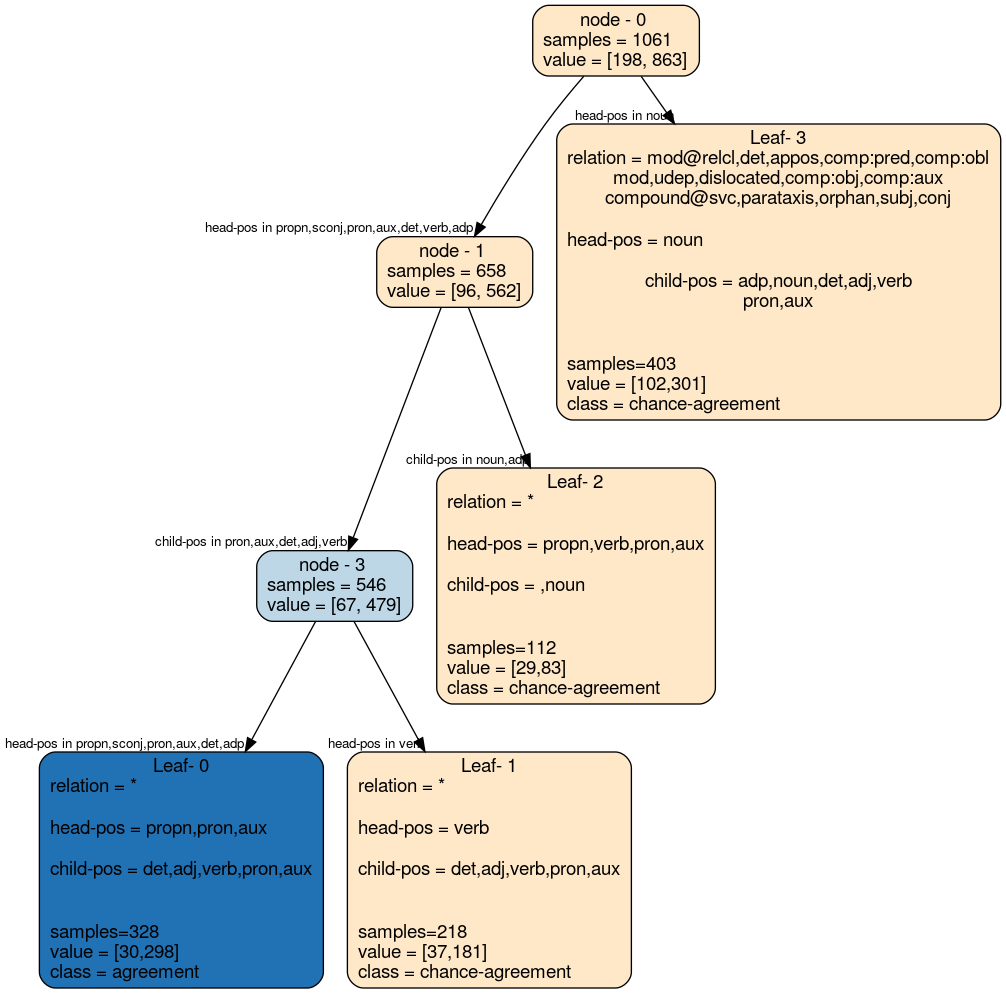 node - 0
samples = 1061
value = [198, 863]
head-pos in noun
Leaf- 3
relation = mod@relcl,det,appos,comp:pred,comp:obl
mod,udep,dislocated,comp:obj,comp:aux
compound@svc,parataxis,orphan,subj,conj
head-pos = noun
child-pos = adp,noun,det,adj,verb
pron,aux
samples=403
value = [102,301]
class = chance-agreement
head-pos in propn,sconj,pron,aux,det,verb,adp
node - 1
samples = 658
value = [96, 562]
child-pos in noun,adp
Leaf- 2
relation = *
head-pos = propn,verb,pron,aux
child-pos = ,noun
samples=112
value = [29,83]
class = chance-agreement
child-pos in pron,aux,det,adj,verb
node - 3
samples = 546
value = [67, 479]
head-pos in propn,sconj,pron,aux,det,adp
Leaf- 0
relation = *
head-pos = propn,pron,aux
child-pos = det,adj,verb,pron,aux
samples=328
value = [30,298]
class = agreement
head-pos in verb
Leaf- 1
relation = *
head-pos = verb
child-pos = det,adj,verb,pron,aux
samples=218
value = [37,181]
class = chance-agreement